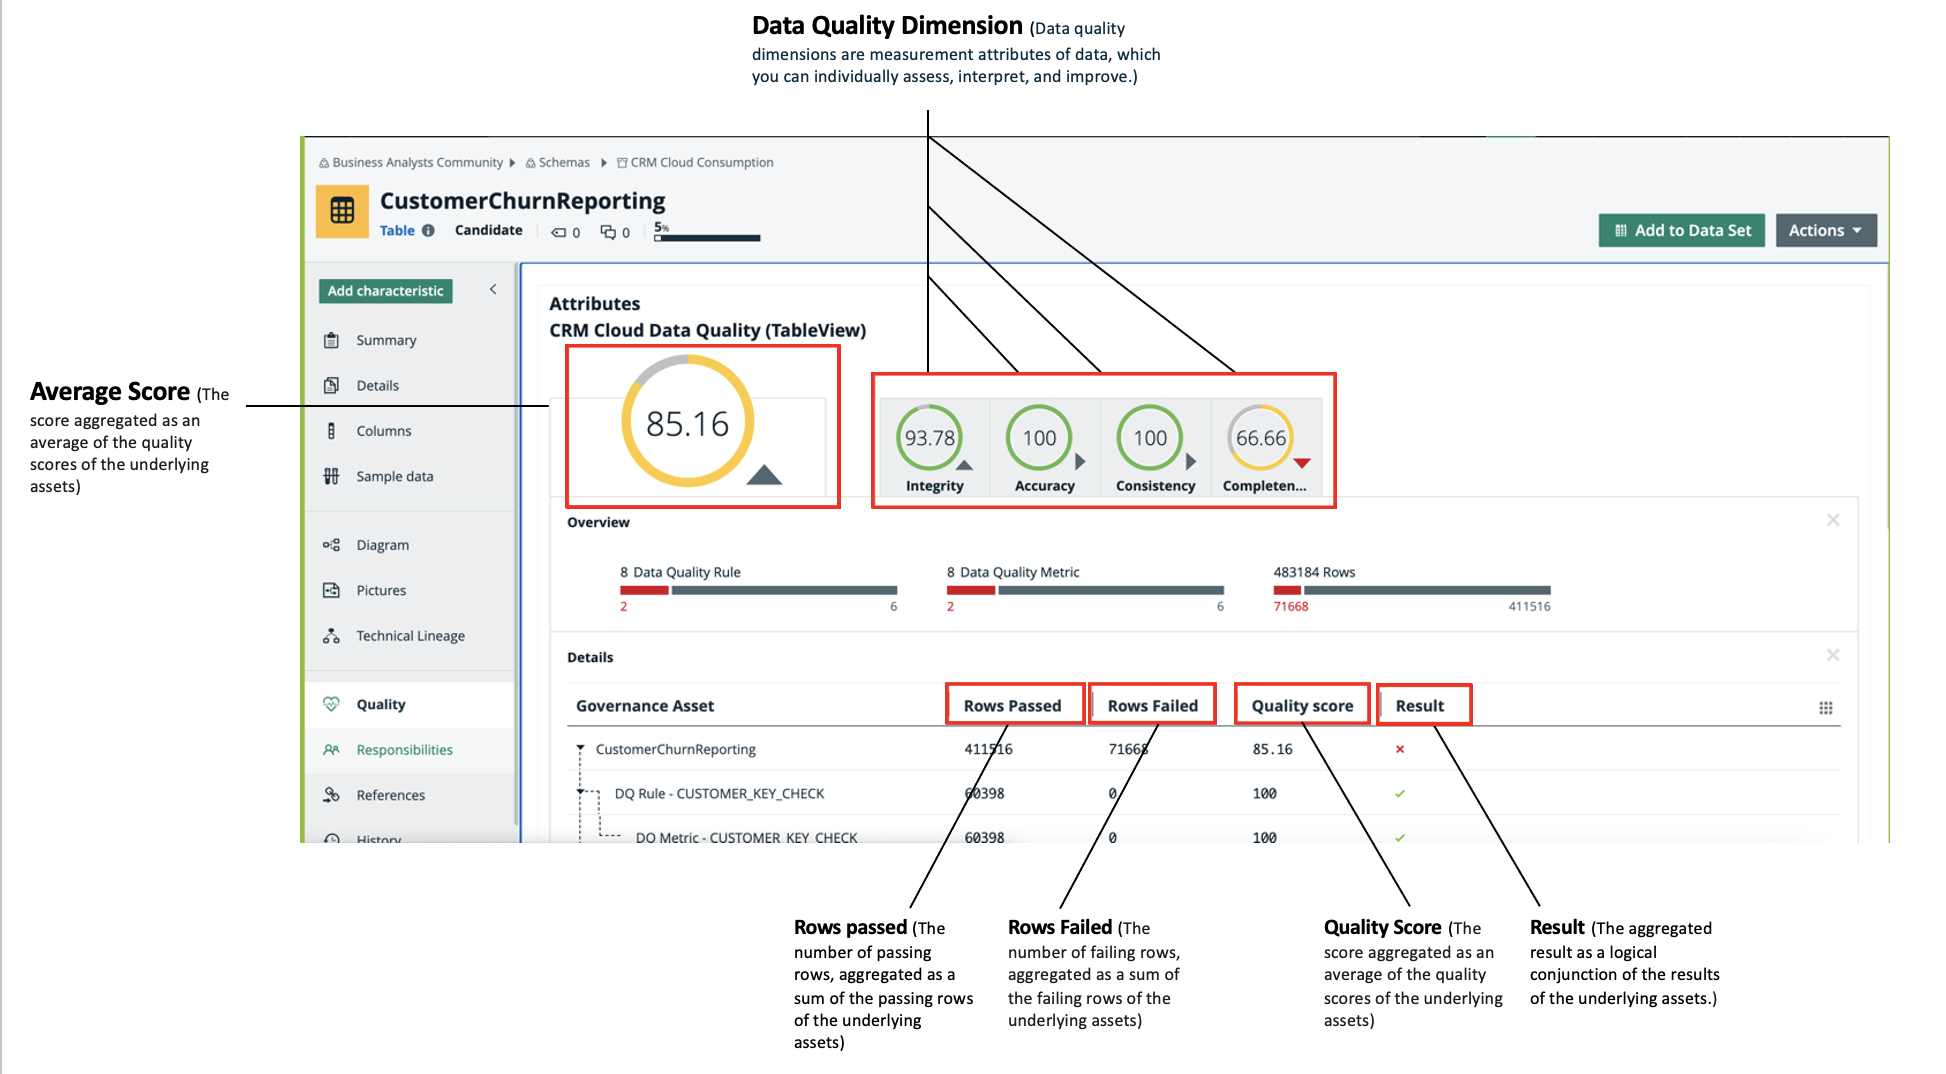 Data Quality Dimension (Data quality
dimensions are measurement attributes of data, which
you can individually assess, interpret, and improve.)
Business Analysts Community Schemas CRM Cloud Consumption
CustomerChurnReporting
Table Candidate 0 0 5%
Add to Data Set Actions
Add characteristic
Summary
Details
Columns
Sample data
Diagram
Pictures
Technical Lineage
Quality
Responsibilities
References
History
Average Score (The
score aggregated as an
average of the quality
scores of the underlying
assets)
Attributes
CRM Cloud Data Quality (TableView)
85.16
93.78 100 100 66.66
Integrity Accuracy Consistency Completen...
Overview
8 Data Quality Rule 8 Data Quality Metric 483184 Rows
2 6 2 6 71668 411516
Details
Governance Asset Rows Passed Rows Failed Quality score Result
CustomerChurnReporting 411516 71668 85.16
DQ Rule - CUSTOMER_KEY_CHECK 60398 0 100
DQ Metric - CUSTOMER_KEY_CHECK 60398 0 100
Rows passed (The
number of passing
rows, aggregated as a
sum of the passing rows
of the underlying
assets)
Rows Failed (The
number of failing rows,
aggregated as a sum of
the failing rows of the
underlying assets)
Quality Score (The
score aggregated as an
average of the quality
scores of the underlying
assets)
Result (The aggregated
result as a logical
conjunction of the results
of the underlying assets.)